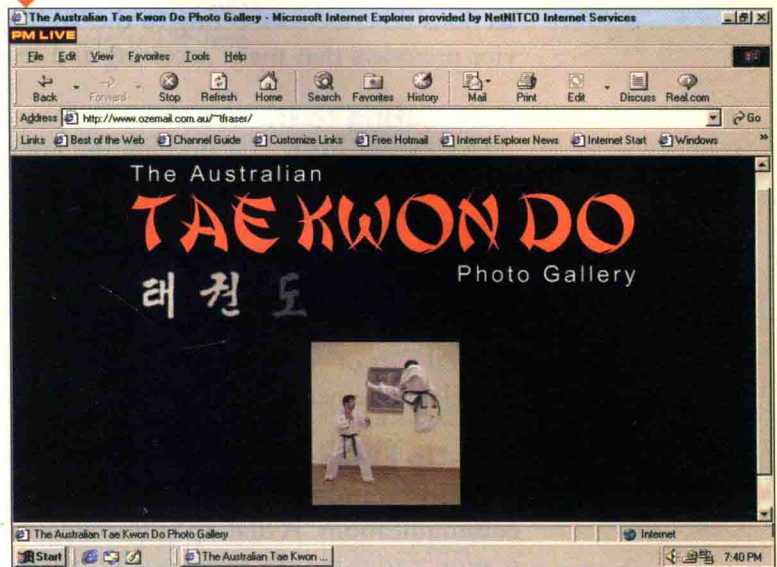 The Australian Tae Kwon Do Photo Gallery - Microsoft Internet Explorer provided by NetNITCO Internet Services
PM LIVE
File Edit View Favorites Tools Help
Back Forward Stop Refresh Home Search Favorites History Mail Print Edit Discuss Real.com
Address http://www.ozemail.com.au/~tfraser/ Go
Links Best of the Web Channel Guide Customize Links Free Hotmail Internet Explorer News Internet Start Windows »
The Australian
TAE KWON DO
Photo Gallery
태 권 도
The Australian Tae Kwon Do Photo Gallery Internet
Start The Australian Tae Kwon ... 7:40 PM